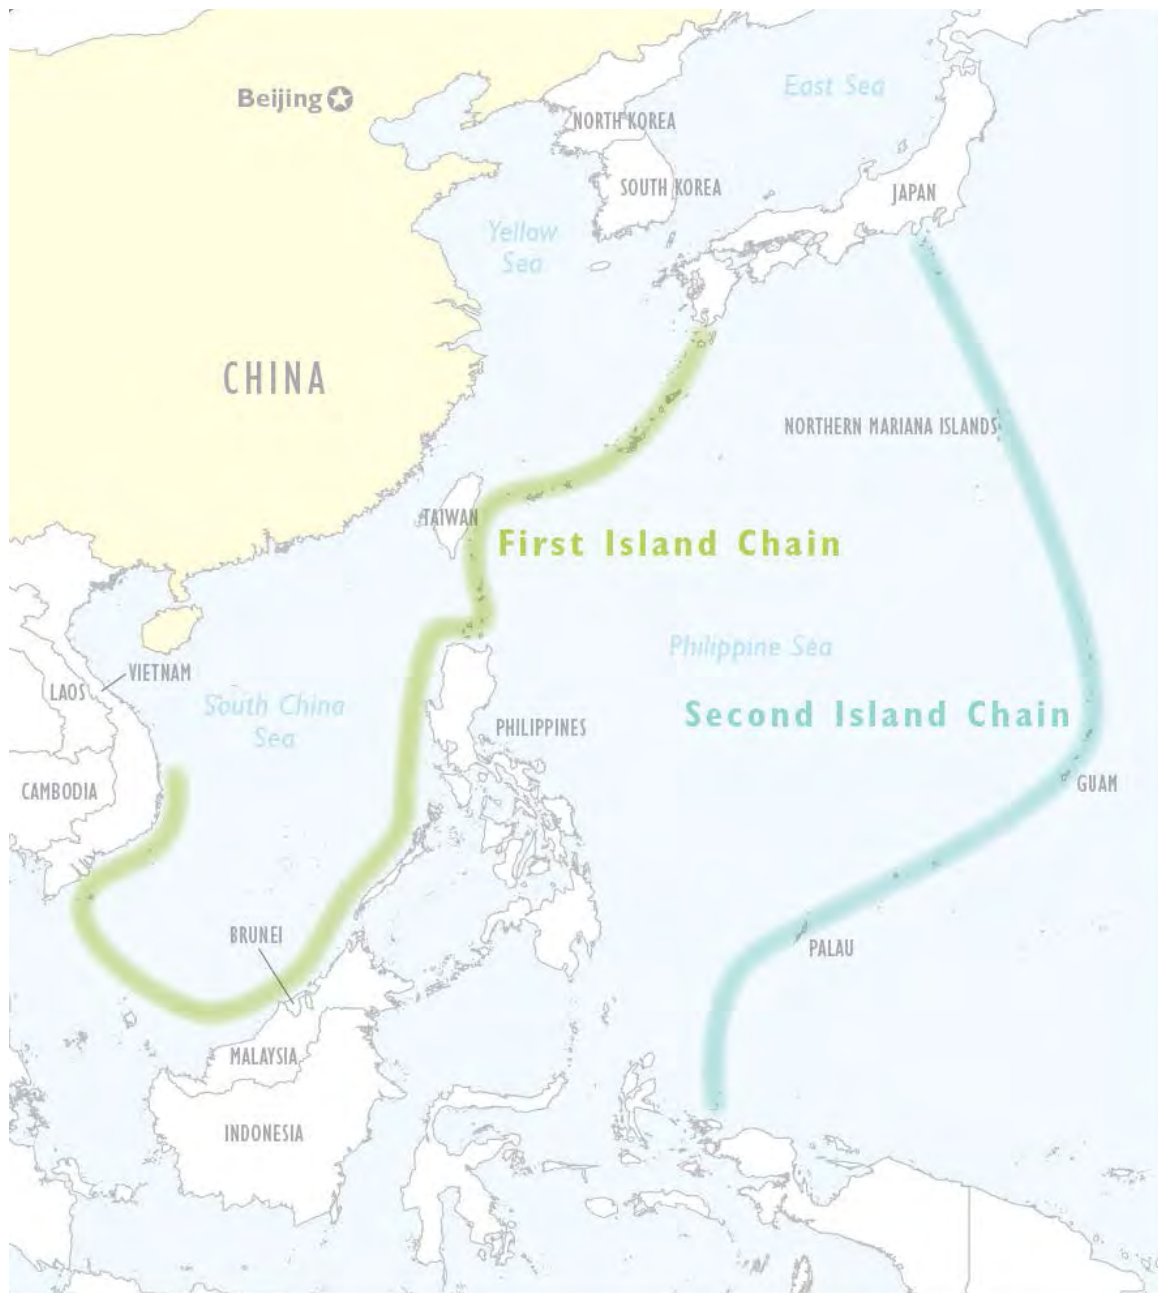 East Sea
Beijing
NORTH KOREA
SOUTH KOREA
JAPAN
Yellow
Sea
CHINA
NORTHERN MARIANA ISLANDS
TAIWAN
First Island Chain
Philippine Sea
VIETNAM
LAOS
South China
Sea
Second Island Chain
PHILIPPINES
CAMBODIA
GUAM
BRUNEI
PALAU
MALAYSIA
INDONESIA